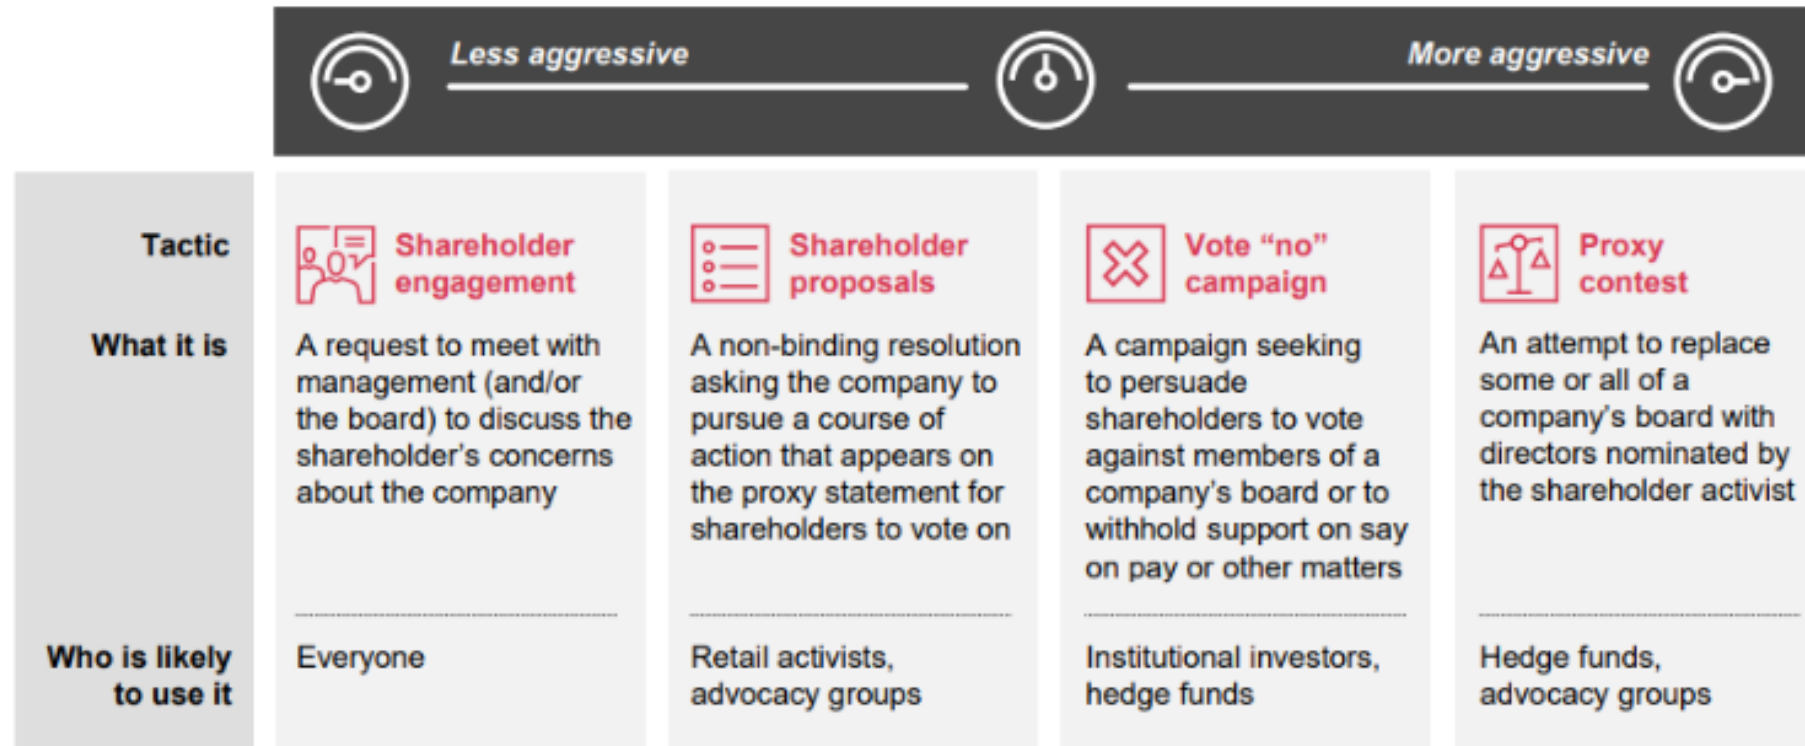 Less aggressive
More aggressive
Tactic
Shareholder
engagement
Shareholder
proposals
Vote “no”
campaign
Proxy
contest
What it is
A request to meet with
management (and/or
the board) to discuss the
shareholder’s concerns
about the company
A non-binding resolution
asking the company to
pursue a course of
action that appears on
the proxy statement for
shareholders to vote on
A campaign seeking
to persuade
shareholders to vote
against members of a
company’s board or to
withhold support on say
on pay or other matters
An attempt to replace
some or all of a
company’s board with
directors nominated by
the shareholder activist
Who is likely
to use it
Everyone
Retail activists,
advocacy groups
Institutional investors,
hedge funds
Hedge funds,
advocacy groups